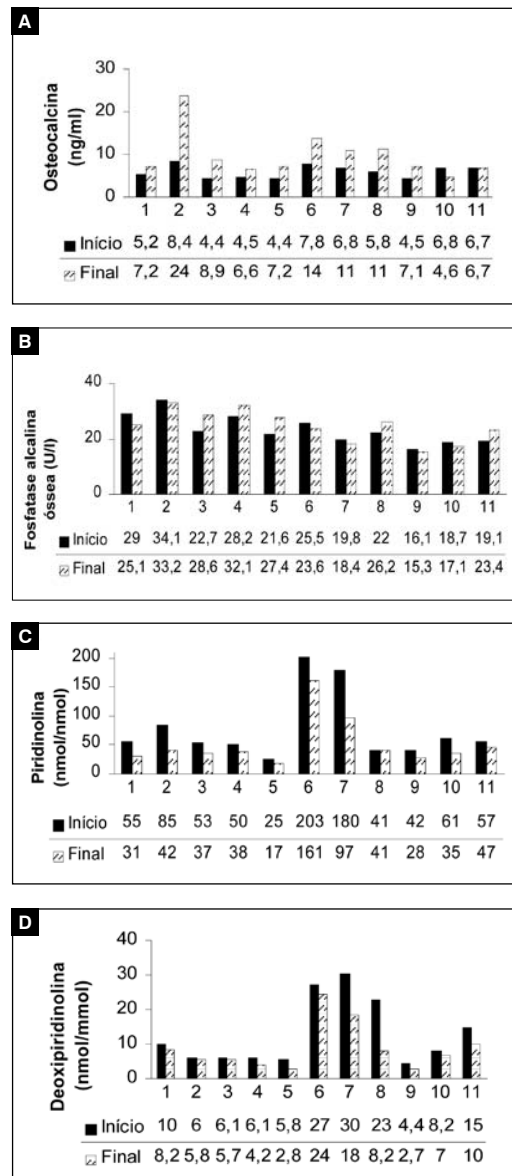 A
Osteocalcina
(ng/ml)
30
20
10
0
1 2 3 4 5 6 7 8 9 10 11
Início 5,2 8,4 4,4 4,5 4,4 7,8 6,8 5,8 4,5 6,8 6,7
Final 7,2 24 8,9 6,6 7,2 14 11 11 7,1 4,6 6,7
B
Fosfatase alcalina
óssea (U/l)
40
20
0
1 2 3 4 5 6 7 8 9 10 11
Início 29 34,1 22,7 28,2 21,6 25,5 19,8 22 16,1 18,7 19,1
Final 25,1 33,2 28,6 32,1 27,4 23,6 18,4 26,2 15,3 17,1 23,4
C
Piridinolina
(nmol/nmol)
200
150
100
50
0
1 2 3 4 5 6 7 8 9 10 11
Início 55 85 53 50 25 203 180 41 42 61 57
Final 31 42 37 38 17 161 97 41 28 35 47
D
Deoxipiridinolina
(nmol/mmol)
40
30
20
10
0
1 2 3 4 5 6 7 8 9 10 11
Início 10 6 6,1 6,1 5,8 27 30 23 4,4 8,2 15
Final 8,2 5,8 5,7 4,2 2,8 24 18 8,2 2,7 7 10